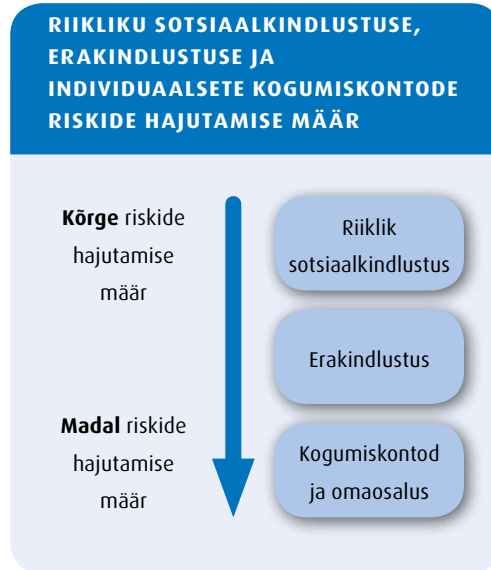 RIIKLIKU SOTSIAALKINDLUSTUSE,
ERAKINDLUSTUSE JA
INDIVIDUAALSETE KOGUMISKONTODE
RISKIDE HAJUTAMISE MÄÄR
Kõrge riskide
hajutamise
määr
Riiklik
sotsiaalkindlustus
Erakindlustus
Madal riskide
hajutamise
määr
Kogumiskontod
ja omaosalus